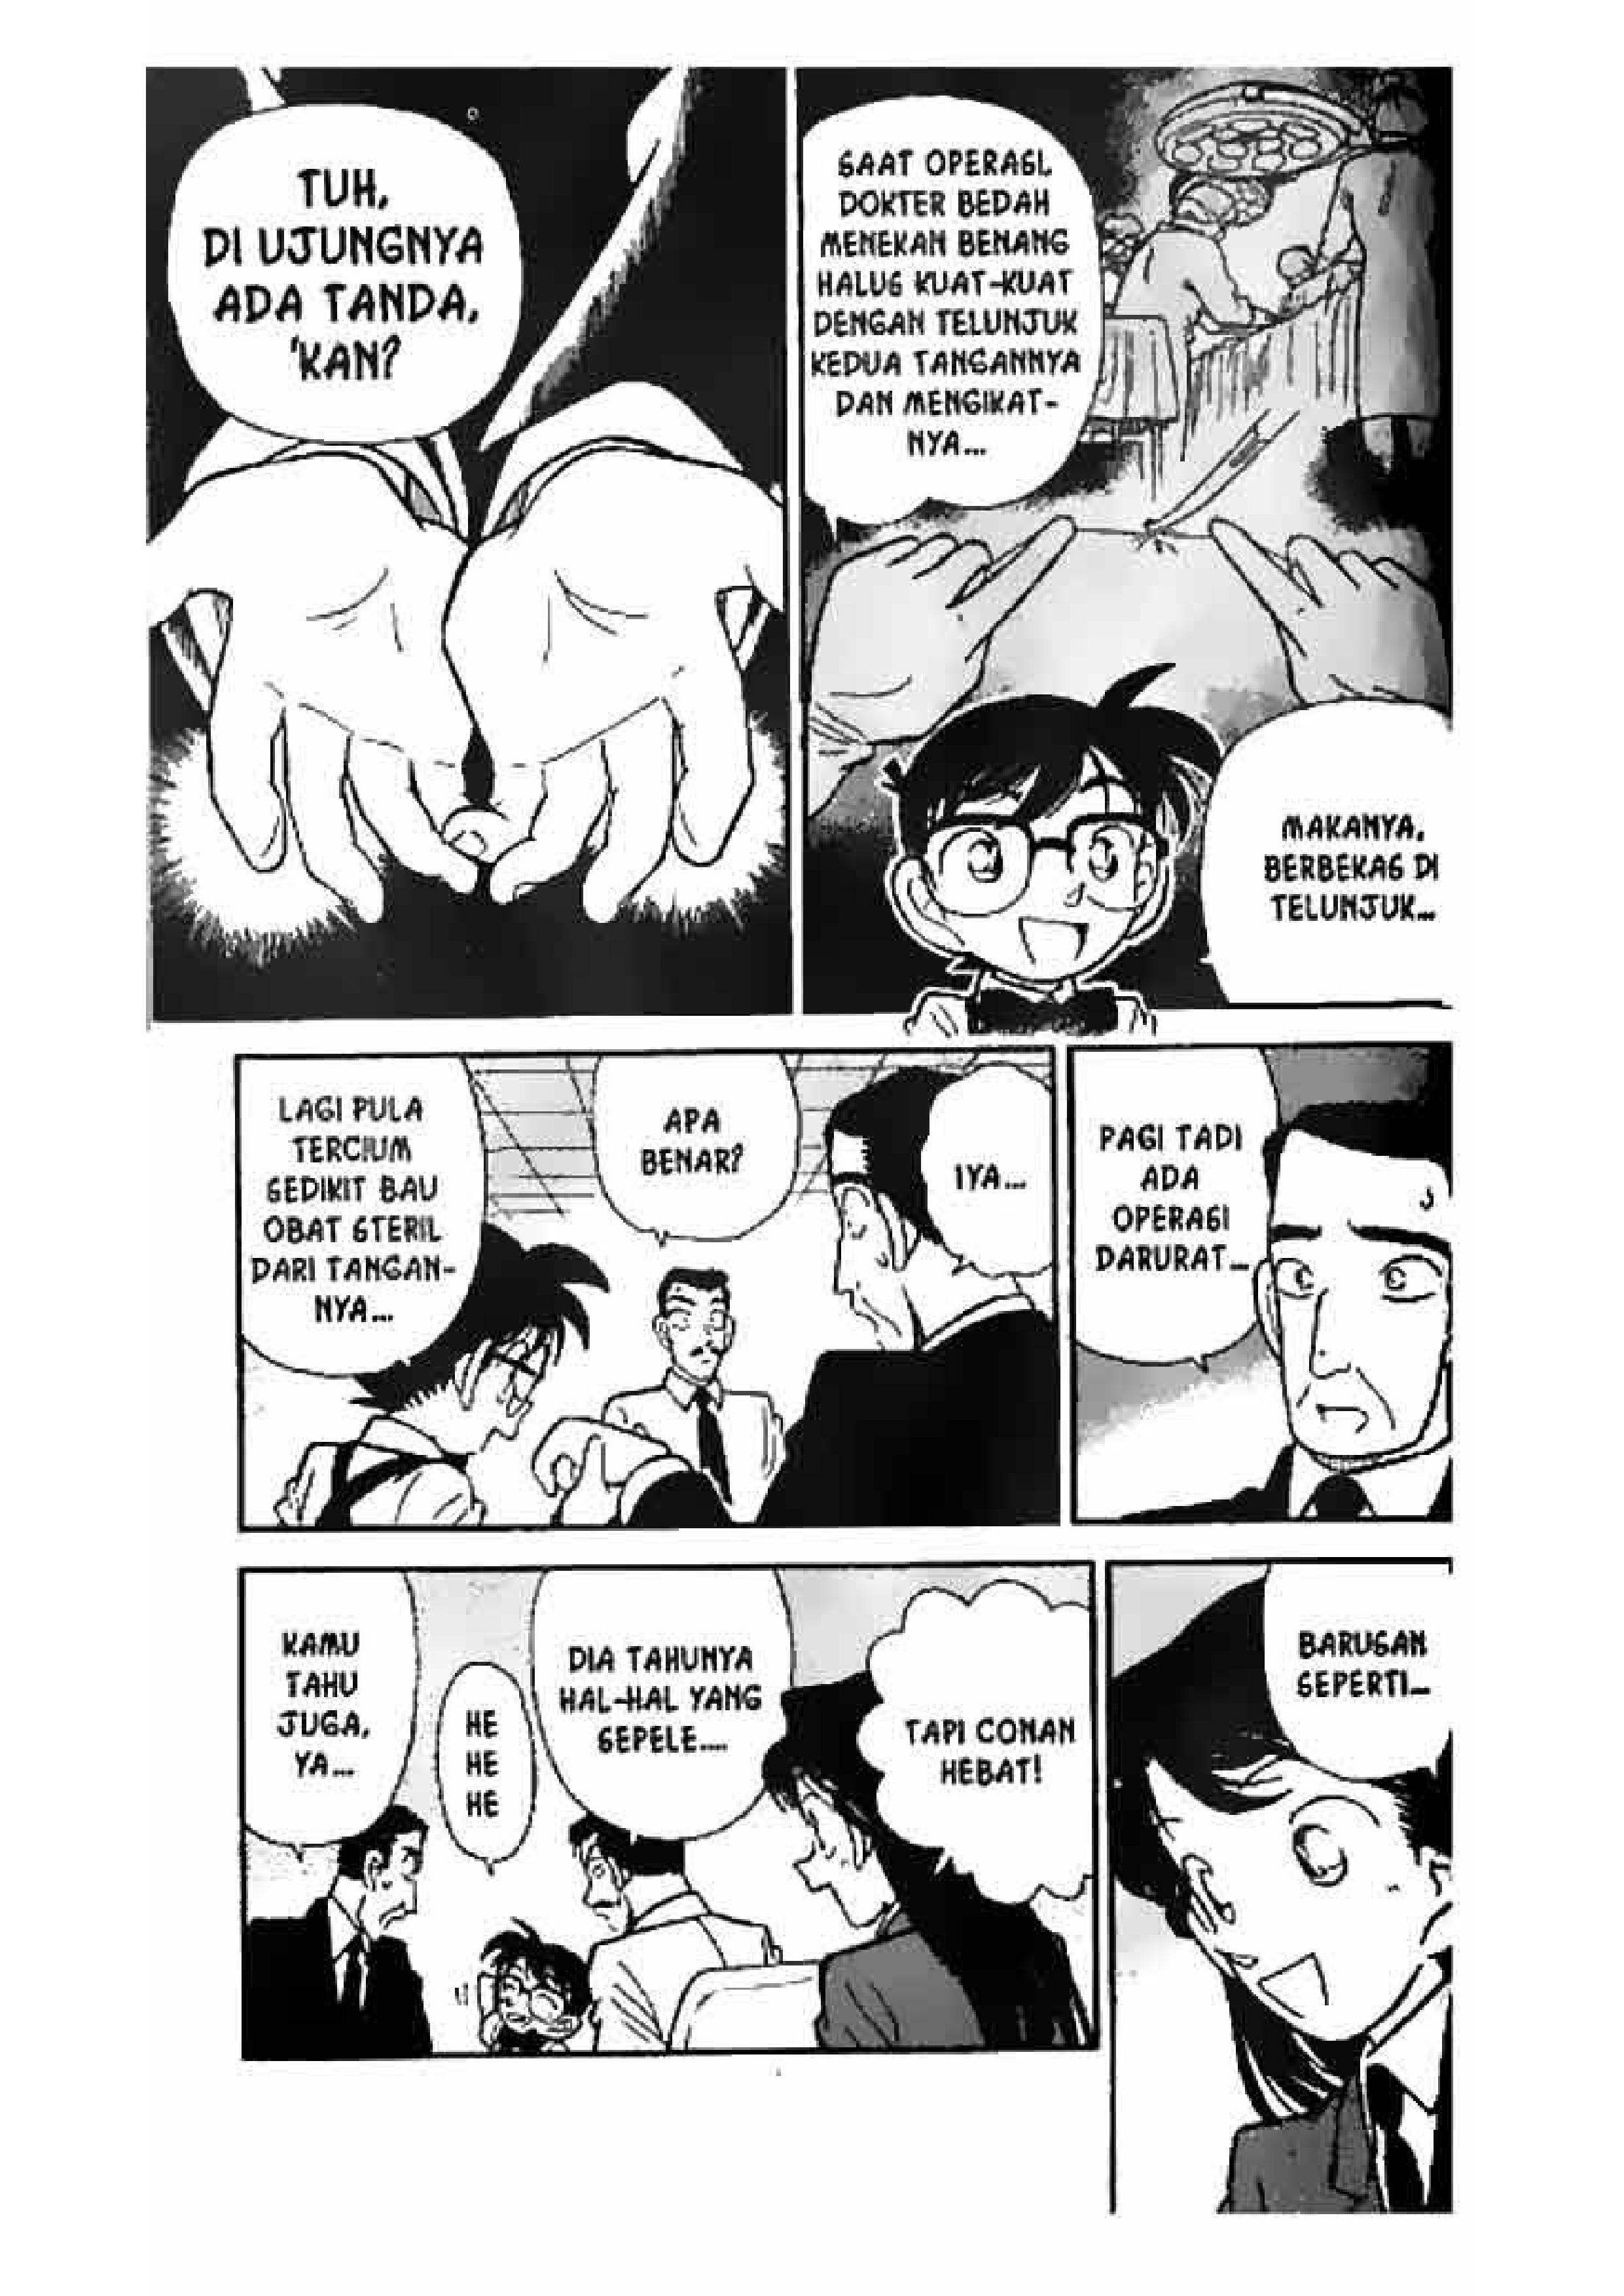 SAAT OPERASI,
DOKTER BEDAH
MENEKAN BENANG
HALUS KUAT-KUAT
DENGAN TELUNJUK
KEDUA TANGANNYA
DAN MENGIKAT-
NYA...
MAKANYA,
BERBEKAS DI
TELUNJUK...
TUH,
DI UJUNGNYA
ADA TANDA,
'KAN?
PAGI TADI
ADA
OPERASI
DARURAT...
IYA...
APA
BENAR?
LAGI PULA
TERCIUM
SEDIKIT BAU
OBAT STERIL
DARI TANGAN-
NYA...
BARUSAN
SEPERTI...
TAPI CONAN
HEBAT!
DIA TAHUNYA
HAL-HAL YANG
SEPELE....
HE
HE
HE
KAMU
TAHU
JUGA,
YA...